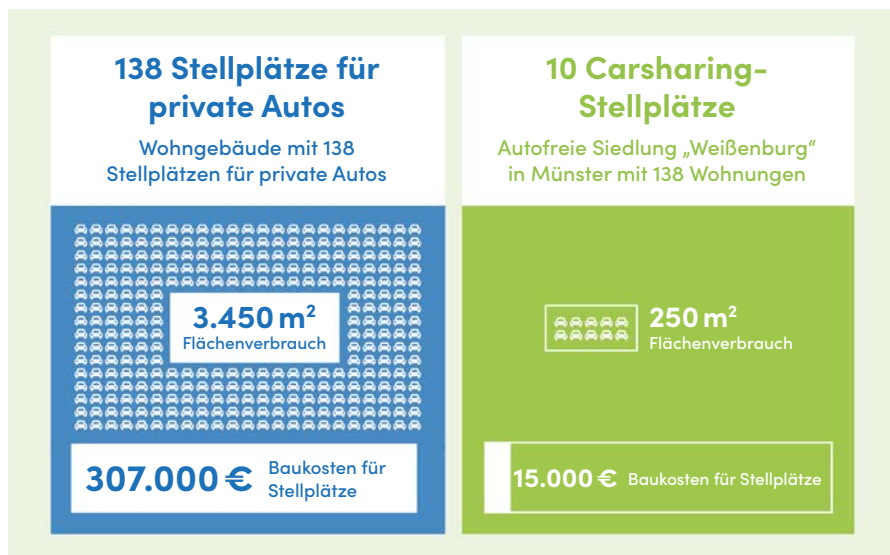 138 Stellplätze für
private Autos
Wohngebäude mit 138
Stellplätzen für private Autos
3.450 m²
Flächenverbrauch
307.000 € Baukosten für
Stellplätze
10 Carsharing-
Stellplätze
Autofreie Siedlung „Weißenburg“
in Münster mit 138 Wohnungen
250 m²
Flächenverbrauch
15.000 € Baukosten für Stellplätze